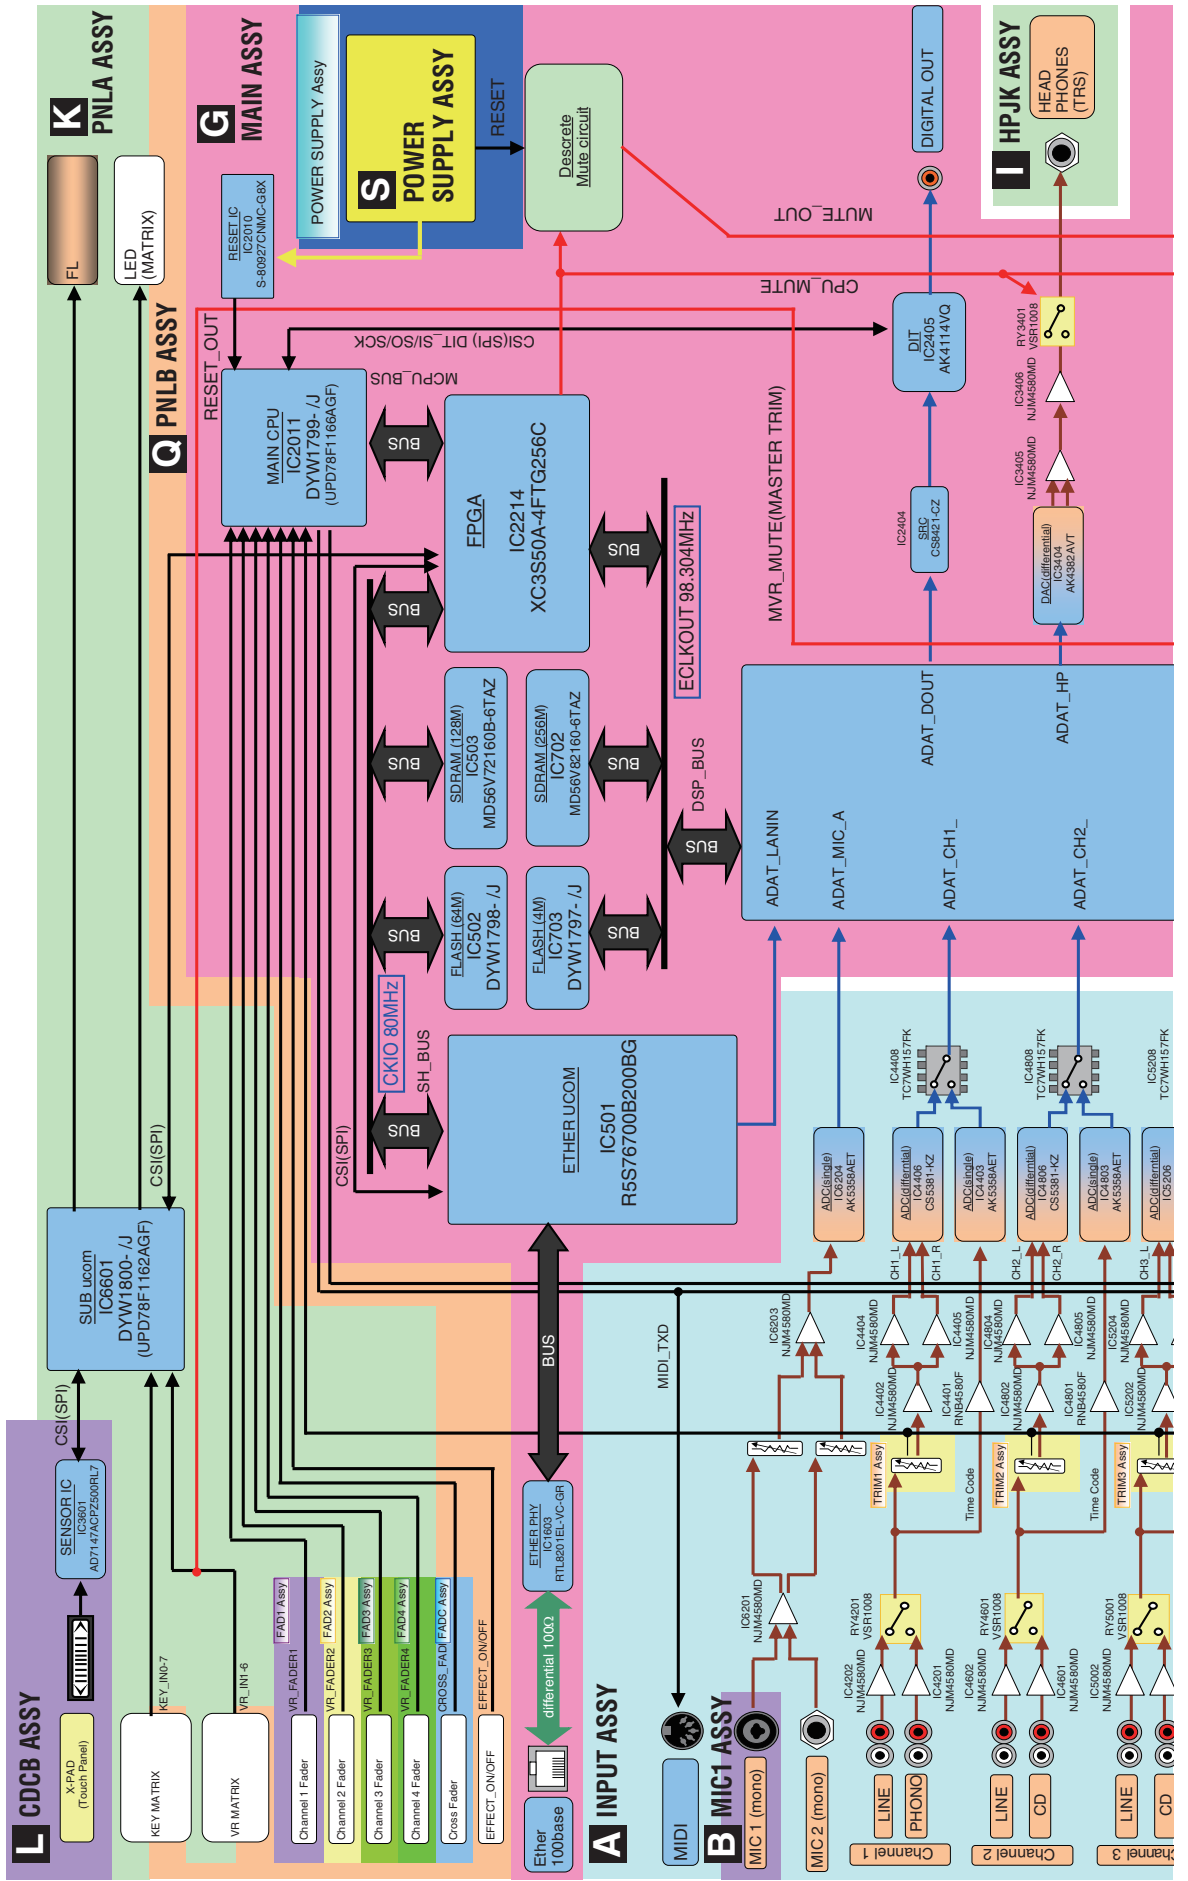 K
PNLA ASSY
FL
LED
(MATRIX)
Q
PNLB ASSY
G
MAIN ASSY
POWER SUPPLY Assy
S
POWER
SUPPLY ASSY
RESET
RESET IC
IC2010
S-80927CNMC-G8X
RESET_OUT
Descrete
Mute circuit
MUTE_OUT
CPU_MUTE
DIGITAL OUT
I
HPJK ASSY
HEAD
PHONES
(TRS)
CSI(SPI) DIT_SI/SO/SCK
MCPU_BUS
MAIN CPU
IC2011
DYW1799- /J
(UPD78F1166AGF)
BUS
FPGA
IC2214
XC3S50A-4FTG256C
BUS
BUS
DIT
IC2405
AK4114VQ
IC2404
SRC
CS8421-CZ
MVR_MUTE(MASTER TRIM)
RY3401
VSR1008
IC3406
NJM4580MD
IC3405
NJM4580MD
DAC(differential)
IC3404
AK4382AVT
ECLKOUT 98.304MHz
SDRAM (128M)
IC503
MD56V72160B-6TAZ
BUS
SDRAM (256M)
IC702
MD56V82160-6TAZ
BUS
FLASH (64M)
IC502
DYW1798- /J
BUS
FLASH (4M)
IC703
DYW1797- /J
BUS
DSP_BUS
BUS
ADAT_DOUT
ADAT_HP
ADAT_LANIN
ADAT_MIC_A
ADAT_CH1_
ADAT_CH2_
CKIO 80MHz
SH_BUS
BUS
CSI(SPI)
CSI(SPI)
ETHER UCOM
IC501
R5S76700B200BG
SUB ucom
IC6601
DYW1800- /J
(UPD78F1162AGF)
CSI(SPI)
L
CDCB ASSY
SENSOR IC
IC3601
AD7147ACPZ500RL7
X-PAD
(Touch Panel)
KEY MATRIX
KEY_IN0-7
VR MATRIX
VR_IN1-6
FAD1 Assy
Channel 1 Fader
VR_FADER1
FAD2 Assy
Channel 2 Fader
VR_FADER2
FAD3 Assy
Channel 3 Fader
VR_FADER3
FAD4 Assy
Channel 4 Fader
VR_FADER4
FADC Assy
Cross Fader
CROSS_FADE
EFFECT_ON/OFF
EFFECT_ON/OFF
Ether
100base
differential 100Ω
ETHER PHY
IC1603
RTL8201EL-VC-GR
BUS
A
INPUT ASSY
MIDI
MIDI_TXD
B
MIC1 ASSY
MIC 1 (mono)
MIC 2 (mono)
IC6201
NJM4580MD
IC6203
NJM4580MD
ADC(single)
IC6204
AK5358AET
Channel 1
LINE
PHONO
IC4202
NJM4580MD
IC4201
NJM4580MD
RY4201
VSR1008
TRIM1 Assy
Time Code
IC4402
NJM4580MD
IC4401
RNB4580F
IC4404
NJM4580MD
IC4405
NJM4580MD
CH1_L
CH1_R
ADC(differntial)
IC4406
CS5381-KZ
ADC(single)
IC4403
AK5358AET
IC4408
TC7WH157FK
Channel 2
LINE
CD
IC4602
NJM4580MD
IC4601
NJM4580MD
RY4601
VSR1008
TRIM2 Assy
Time Code
IC4802
NJM4580MD
IC4801
RNB4580F
IC4804
NJM4580MD
IC4805
NJM4580MD
CH2_L
CH2_R
ADC(differntial)
IC4806
CS5381-KZ
ADC(single)
IC4803
AK5358AET
IC4808
TC7WH157FK
Channel 3
LINE
CD
IC5002
NJM4580MD
RY5001
VSR1008
TRIM3 Assy
IC5202
NJM4580MD
IC5204
NJM4580MD
CH3_L
ADC(differntial)
IC5206
IC5208
TC7WH157FK